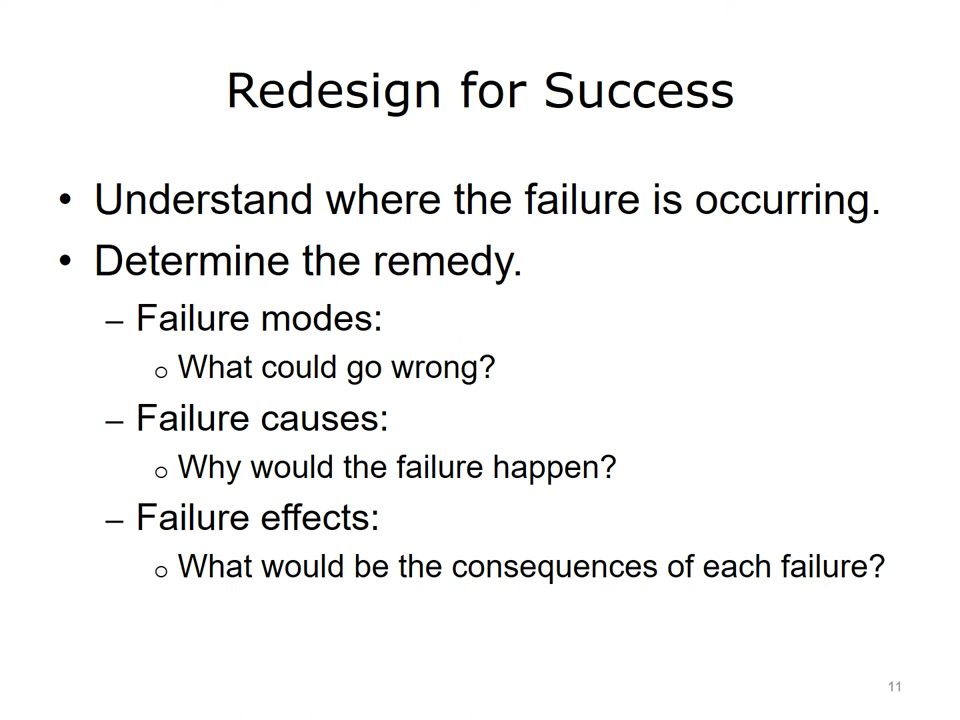 Redesign for Success
• Understand where the failure is occurring.
• Determine the remedy.
– Failure modes:
o What could go wrong?
– Failure causes:
o Why would the failure happen?
– Failure effects:
o What would be the consequences of each failure?
11